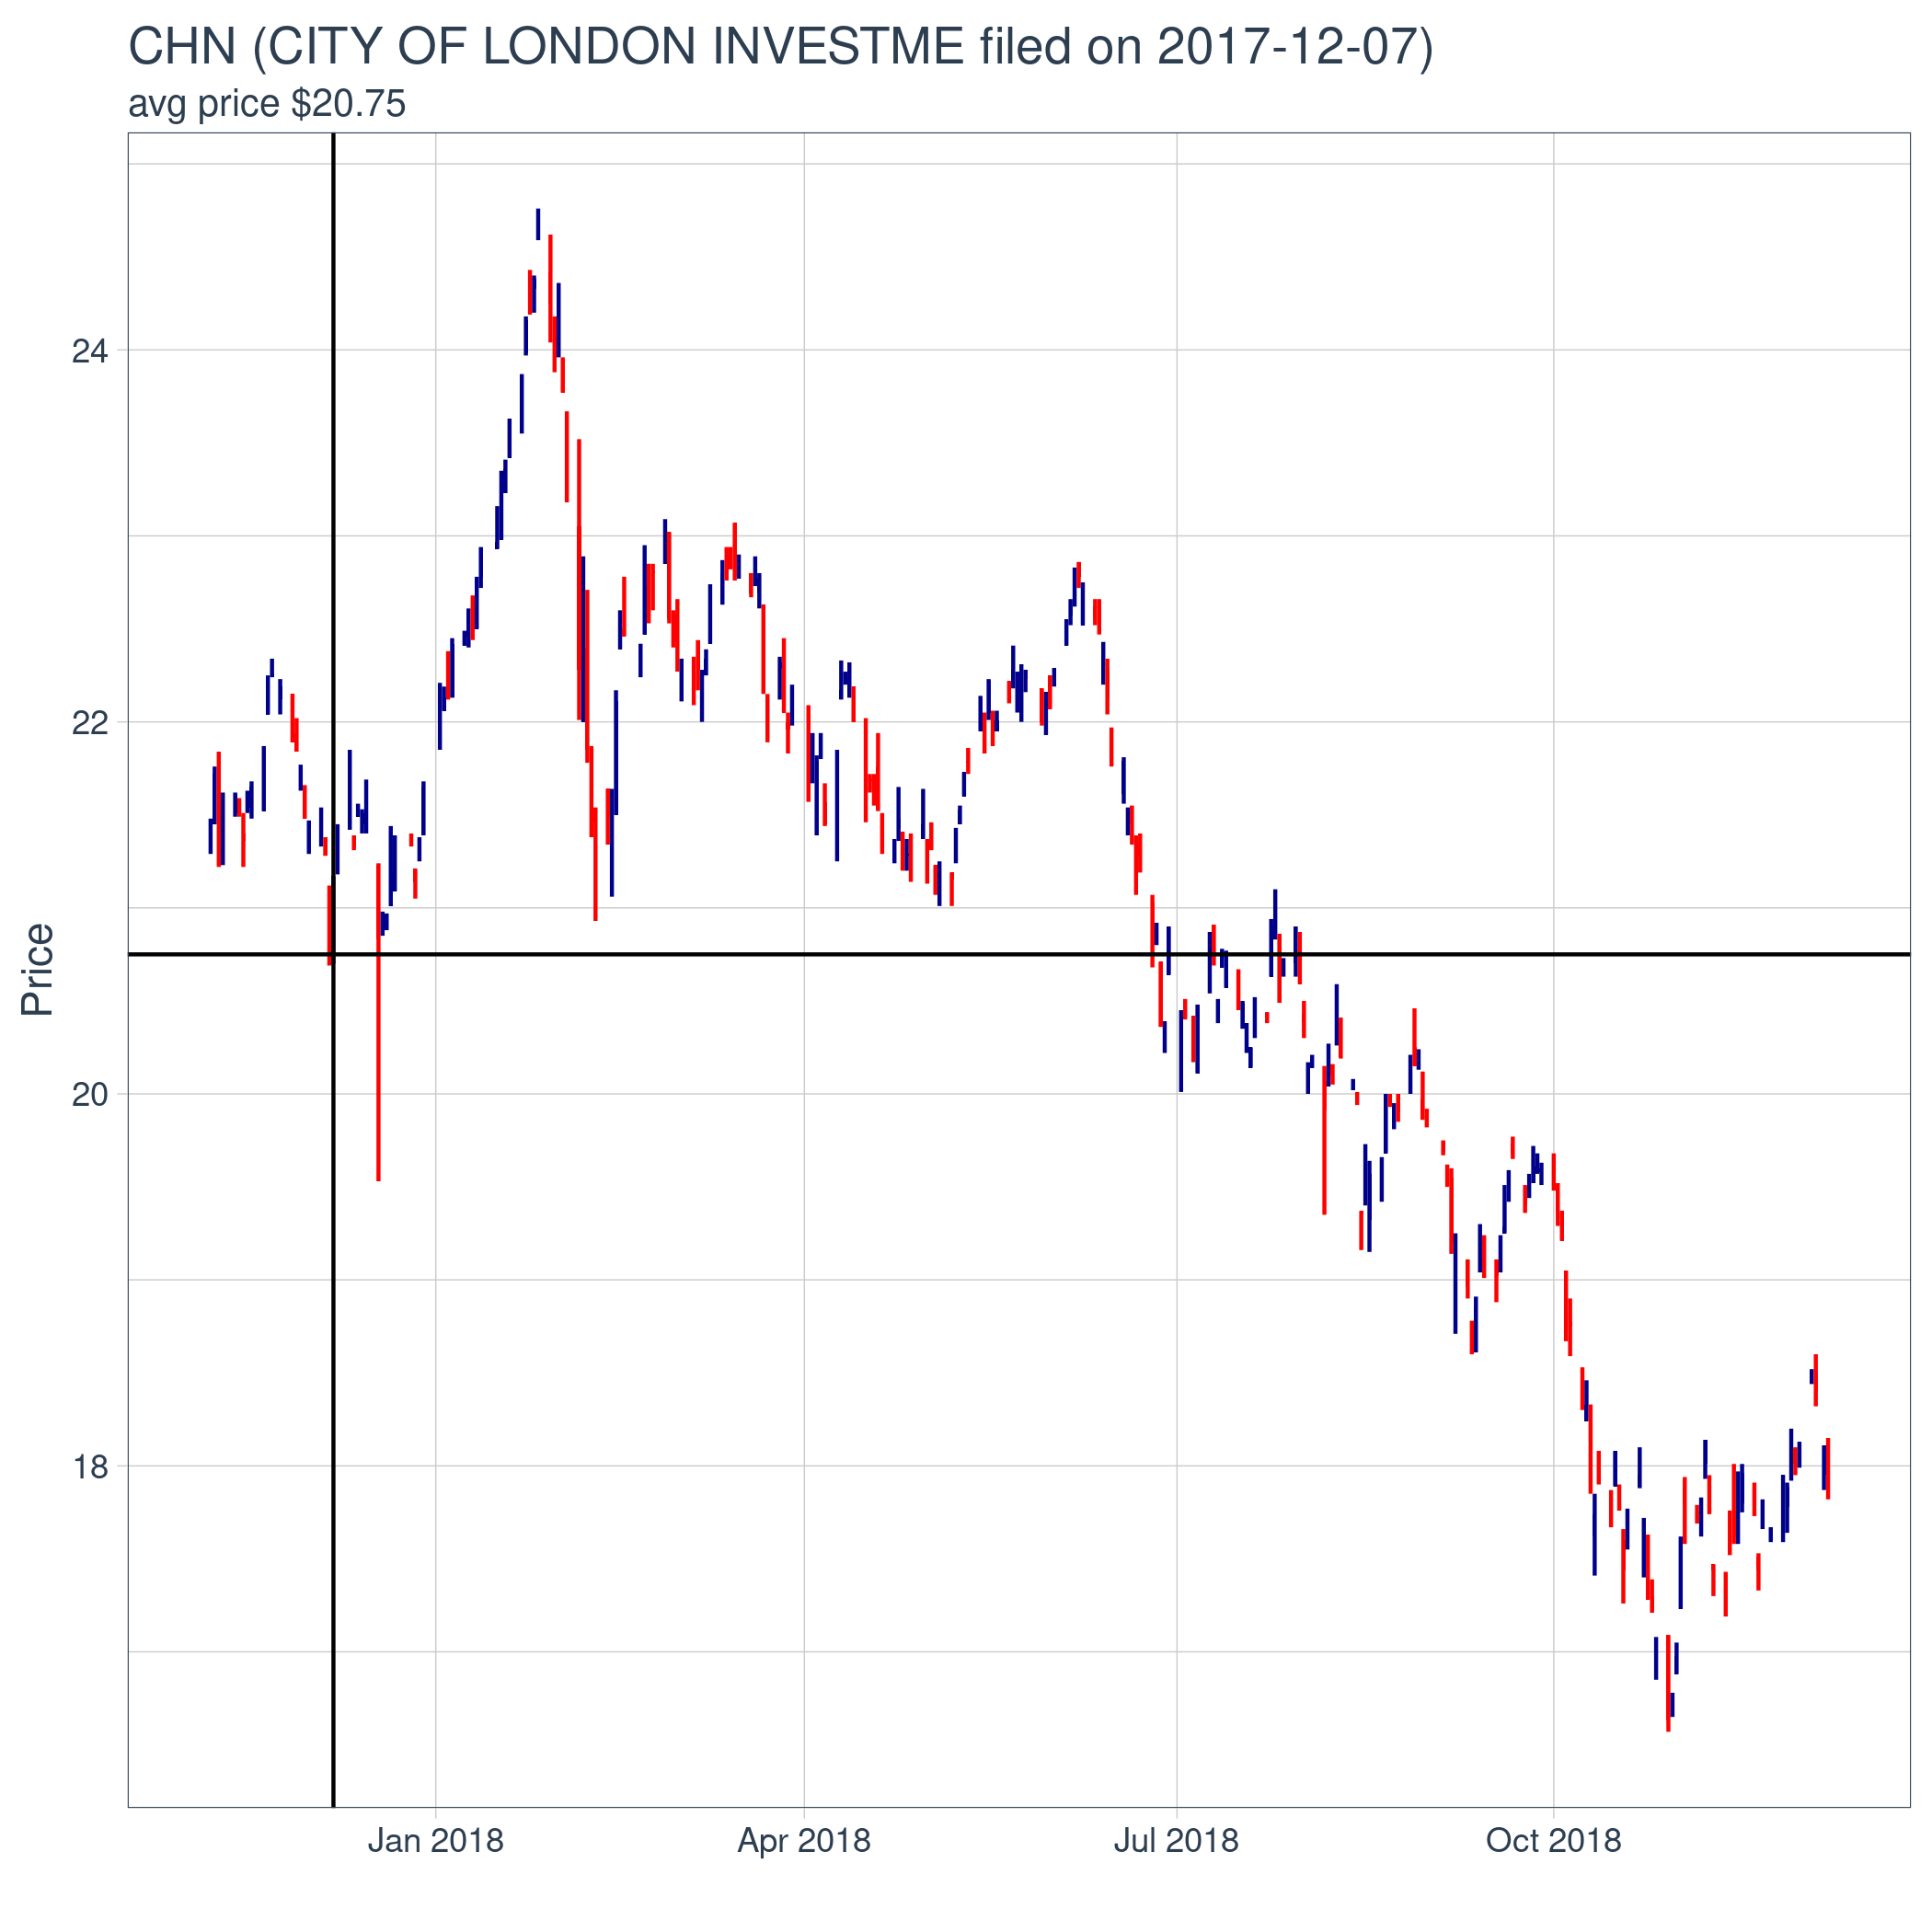 CHN (CITY OF LONDON INVESTME filed on 2017-12-07)
avg price $20.75
Price
24
22
20
18
Jan 2018
Apr 2018
Jul 2018
Oct 2018